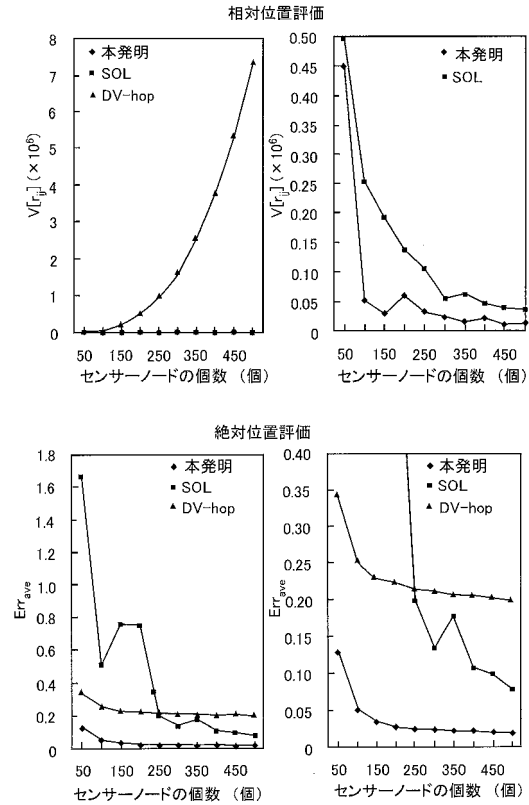 相対位置評価
8
7
6
5
4
3
2
1
0
V[r_ij] (×10⁶)
本発明
SOL
DV-hop
50 150 250 350 450
センサーノードの個数 (個)
0.50
0.45
0.40
0.35
0.30
0.25
0.20
0.15
0.10
0.05
0
V[r_ij] (×10⁶)
本発明
SOL
50 150 250 350 450
センサーノードの個数 (個)
絶対位置評価
1.8
1.6
1.4
1.2
1.0
0.8
0.6
0.4
0.2
0
Err_ave
本発明
SOL
DV-hop
50 150 250 350 450
センサーノードの個数 (個)
0.40
0.35
0.30
0.25
0.20
0.15
0.10
0.05
0
Err_ave
本発明
SOL
DV-hop
50 150 250 350 450
センサーノードの個数 (個)